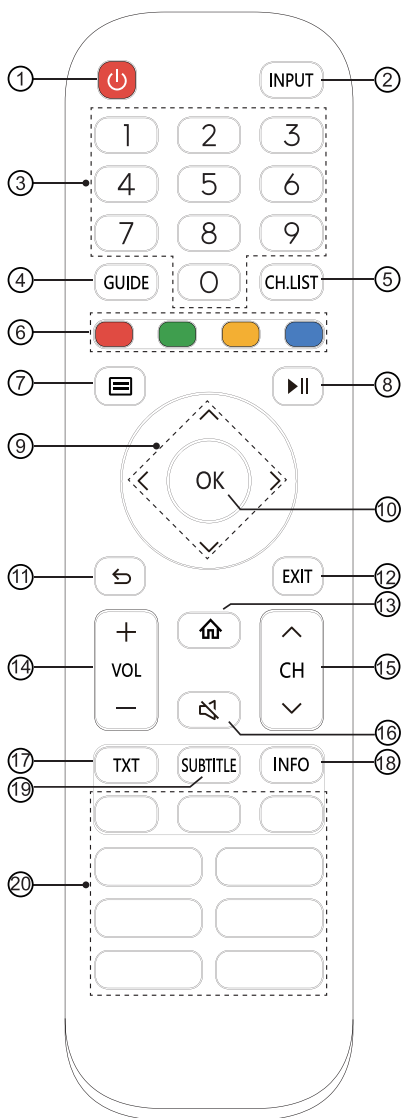 ① INPUT ②
1 2 3
③ 4 5 6
7 8 9
④ GUIDE 0 CH.LIST ⑤
⑥
⑦ ⑧
⑨
OK
⑩
⑪ EXIT ⑫
⑬
+
⑭ VOL CH ⑮
—
⑯
⑰ TXT SUBTITLE INFO ⑱
⑲
⑳